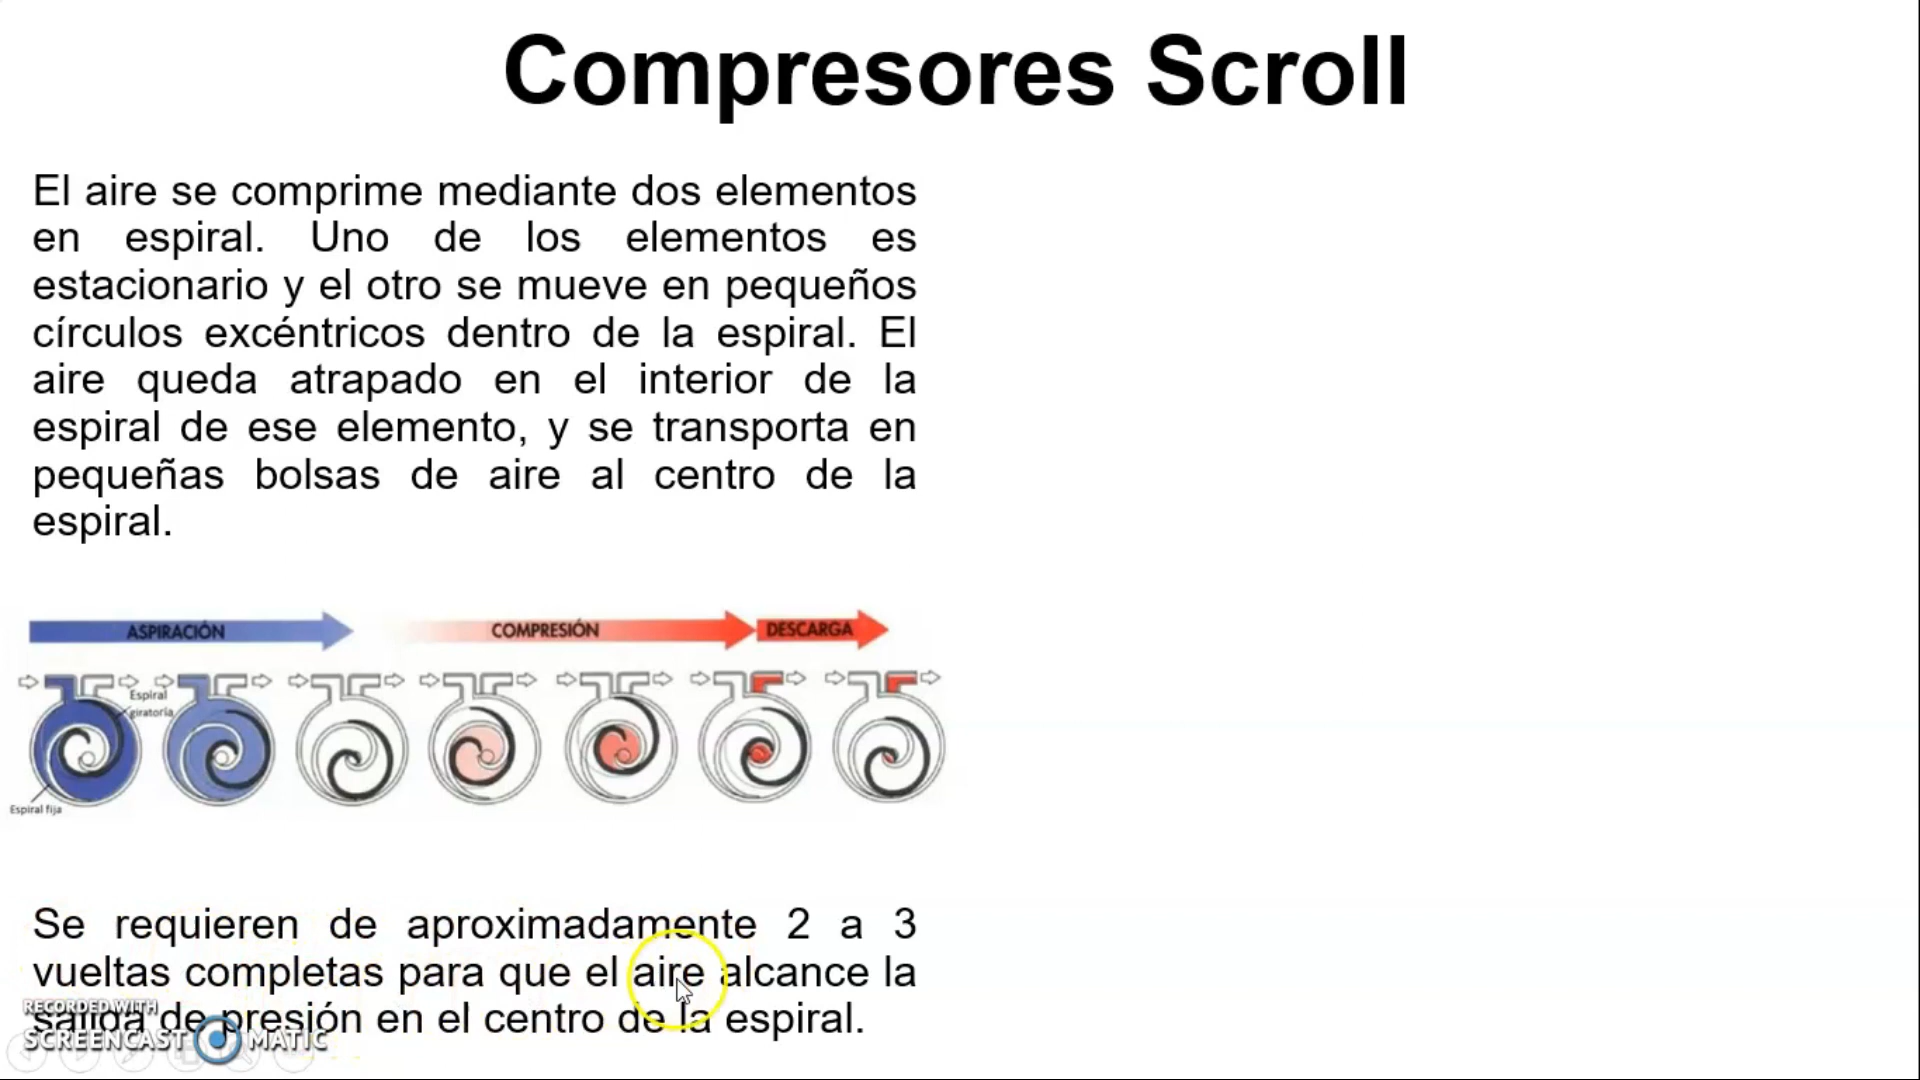 Compresores Scroll
El aire se comprime mediante dos elementos
en espiral. Uno de los elementos es
estacionario y el otro se mueve en pequeños
círculos excéntricos dentro de la espiral. El
aire queda atrapado en el interior de la
espiral de ese elemento, y se transporta en
pequeñas bolsas de aire al centro de la
espiral.
ASPIRACIÓN COMPRESIÓN DESCARGA
Espiral
giratoria
Espiral fija
Se requieren de aproximadamente 2 a 3
vueltas completas para que el aire alcance la
salida de presión en el centro de la espiral.
RECORDED WITH
SCREENCAST MATIC